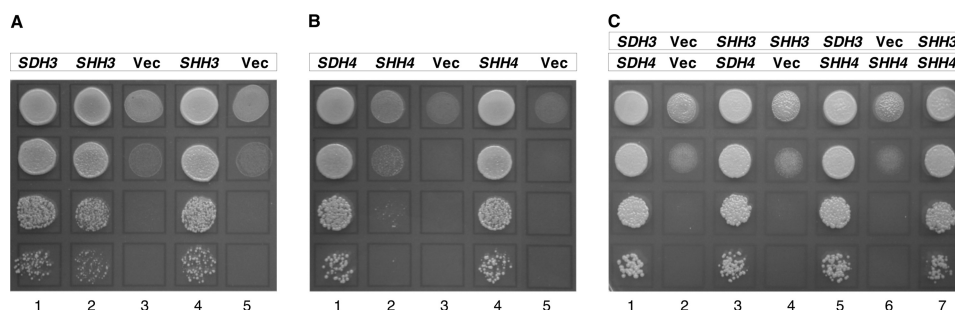 A
SDH3 SHH3 Vec SHH3 Vec
1 2 3 4 5
B
SDH4 SHH4 Vec SHH4 Vec
1 2 3 4 5
C
SDH3 Vec SHH3 SHH3 SDH3 Vec SHH3
SDH4 Vec SDH4 Vec SHH4 SHH4 SHH4
1 2 3 4 5 6 7